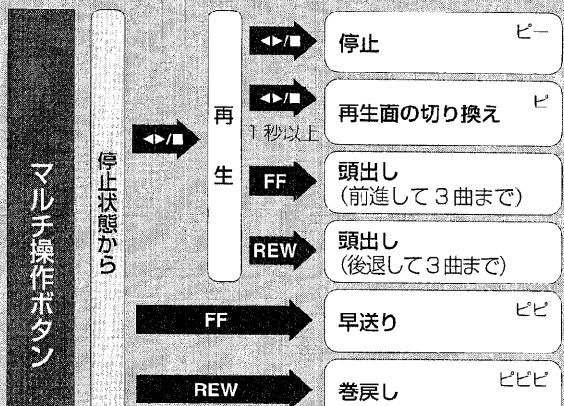 マルチ操作ボタン
停止状態から
◀▶/■
再生
◀▶/■
停止
ピー
◀▶/■
1秒以上
再生面の切り換え
ピ
FF
頭出し
(前進して3曲まで)
REW
頭出し
(後退して3曲まで)
FF
早送り
ピピ
REW
巻戻し
ピピピ